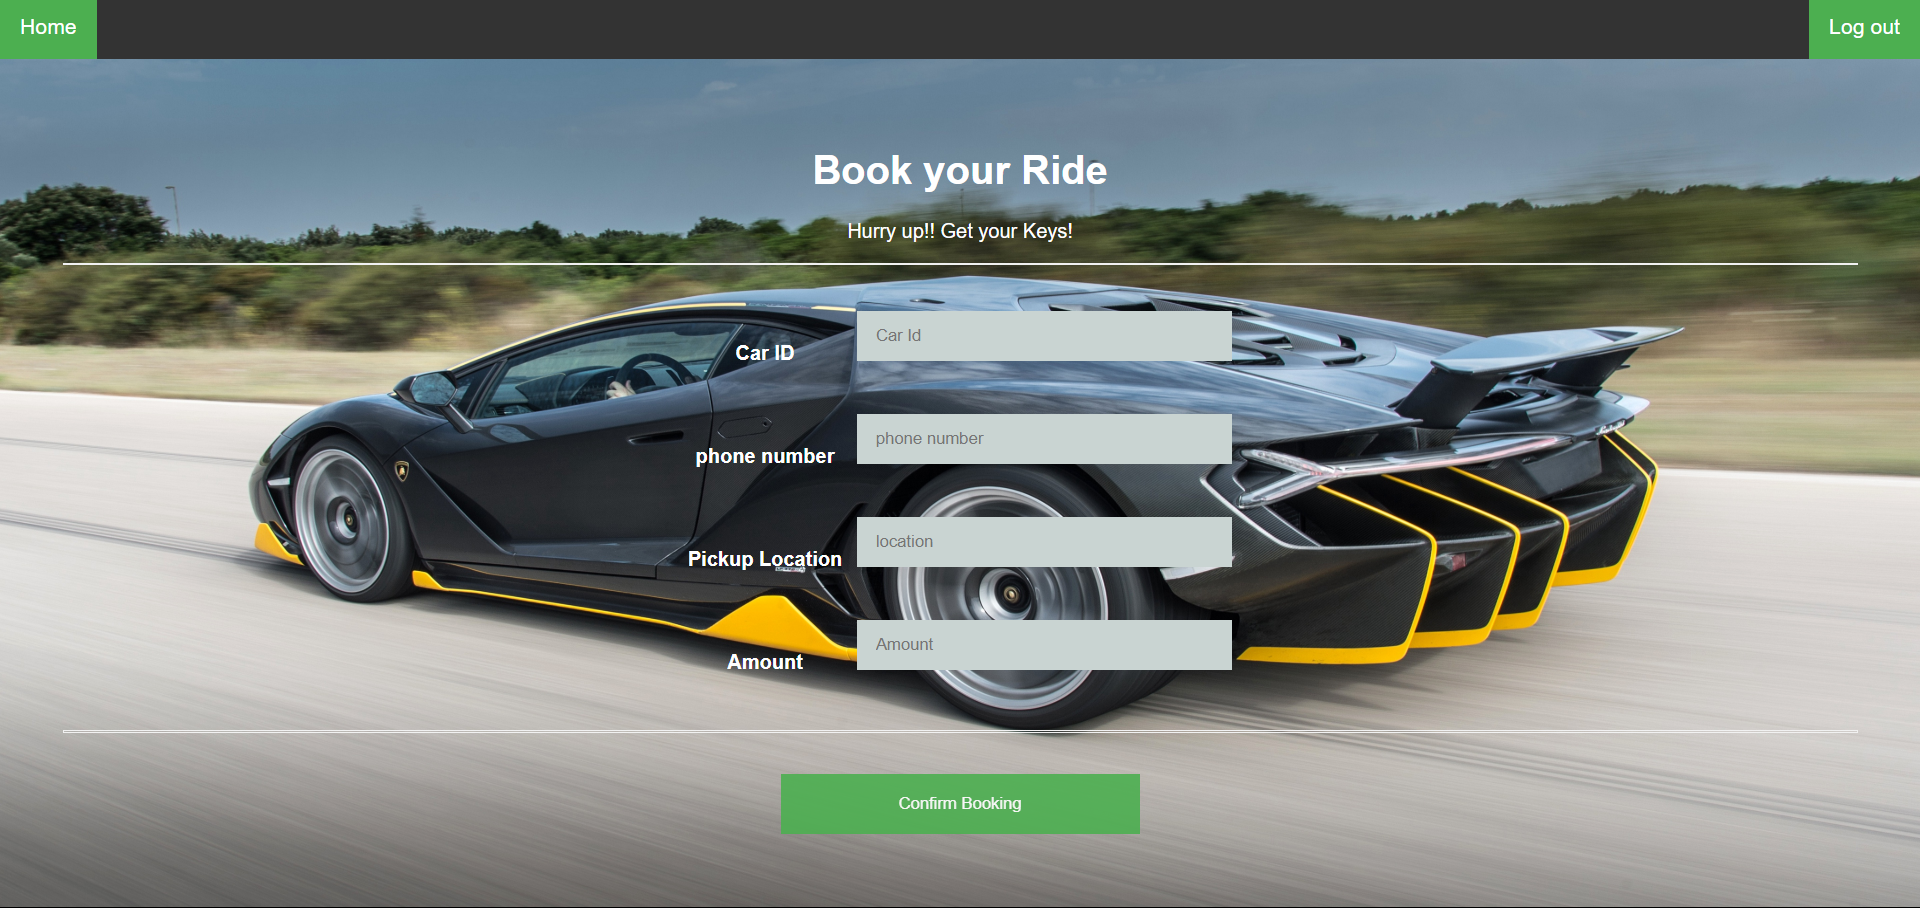 Home
Log out
Book your Ride
Hurry up!! Get your Keys!
Car ID
Car Id
phone number
phone number
Pickup Location
location
Amount
Amount
Confirm Booking